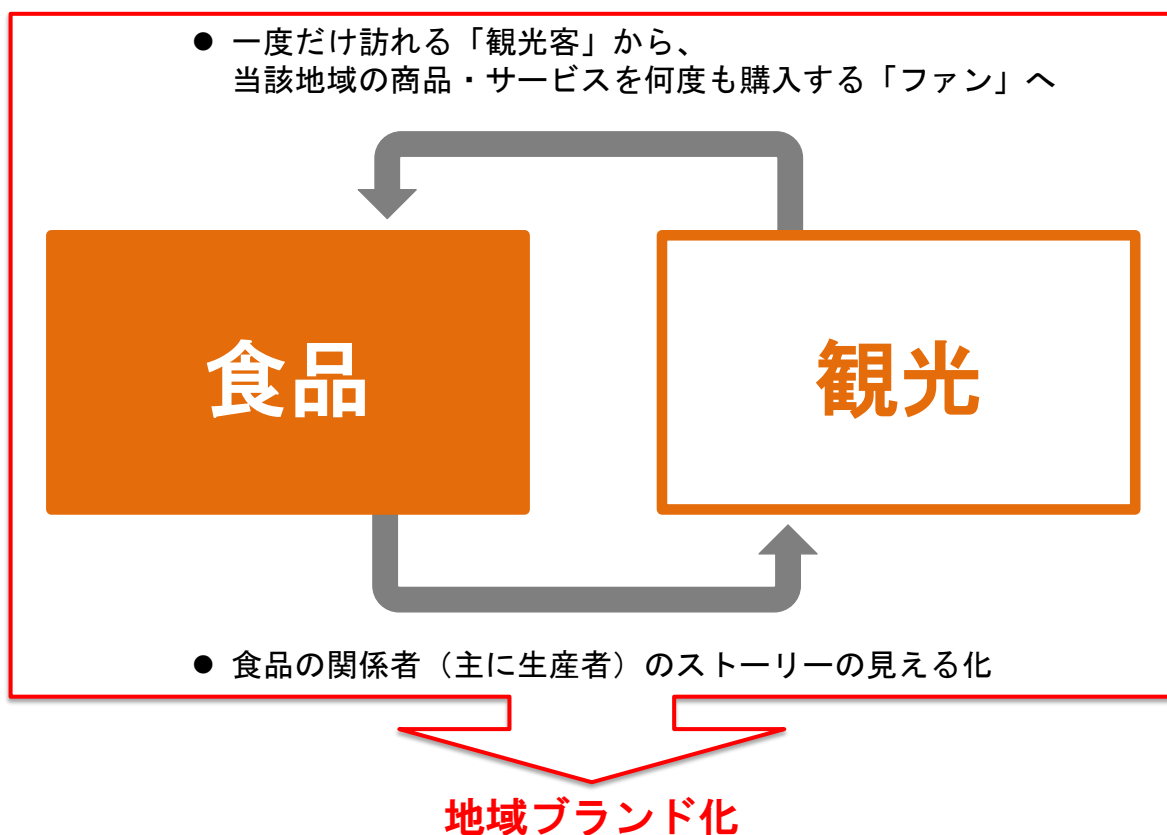 ● 一度だけ訪れる「観光客」から、
当該地域の商品・サービスを何度も購入する「ファン」へ
食品
観光
● 食品の関係者（主に生産者）のストーリーの見える化
地域ブランド化